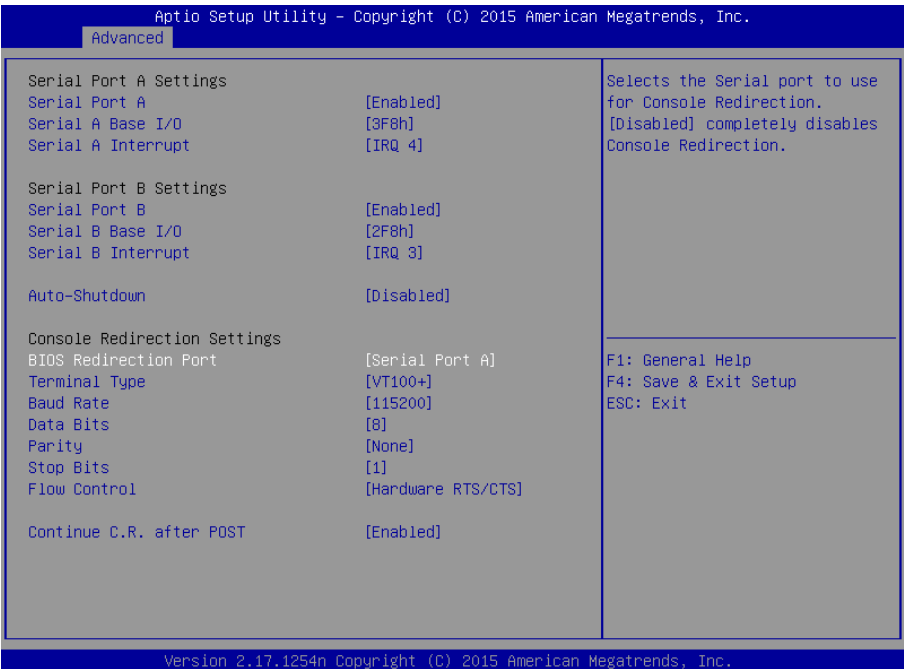 Aptio Setup Utility – Copyright (C) 2015 American Megatrends, Inc.
Advanced
Serial Port A Settings
Serial Port A [Enabled]
Serial A Base I/O [3F8h]
Serial A Interrupt [IRQ 4]
Serial Port B Settings
Serial Port B [Enabled]
Serial B Base I/O [2F8h]
Serial B Interrupt [IRQ 3]
Auto-Shutdown [Disabled]
Console Redirection Settings
BIOS Redirection Port [Serial Port A]
Terminal Type [VT100+]
Baud Rate [115200]
Data Bits [8]
Parity [None]
Stop Bits [1]
Flow Control [Hardware RTS/CTS]
Continue C.R. after POST [Enabled]
Selects the Serial port to use
for Console Redirection.
[Disabled] completely disables
Console Redirection.
F1: General Help
F4: Save & Exit Setup
ESC: Exit
Version 2.17.1254n Copyright (C) 2015 American Megatrends, Inc.